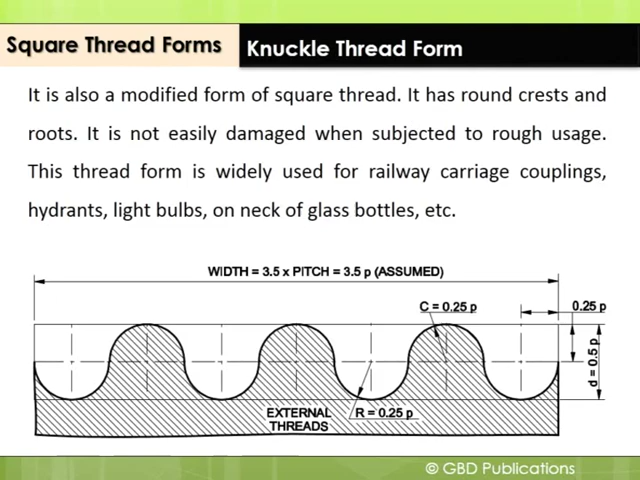 Square Thread Forms
Knuckle Thread Form
It is also a modified form of square thread. It has round crests and
roots. It is not easily damaged when subjected to rough usage.
This thread form is widely used for railway carriage couplings,
hydrants, light bulbs, on neck of glass bottles, etc.
WIDTH = 3.5 x PITCH = 3.5 p (ASSUMED)
C = 0.25 p
0.25 p
d = 0.5 p
EXTERNAL
THREADS
R = 0.25 p
© GBD Publications